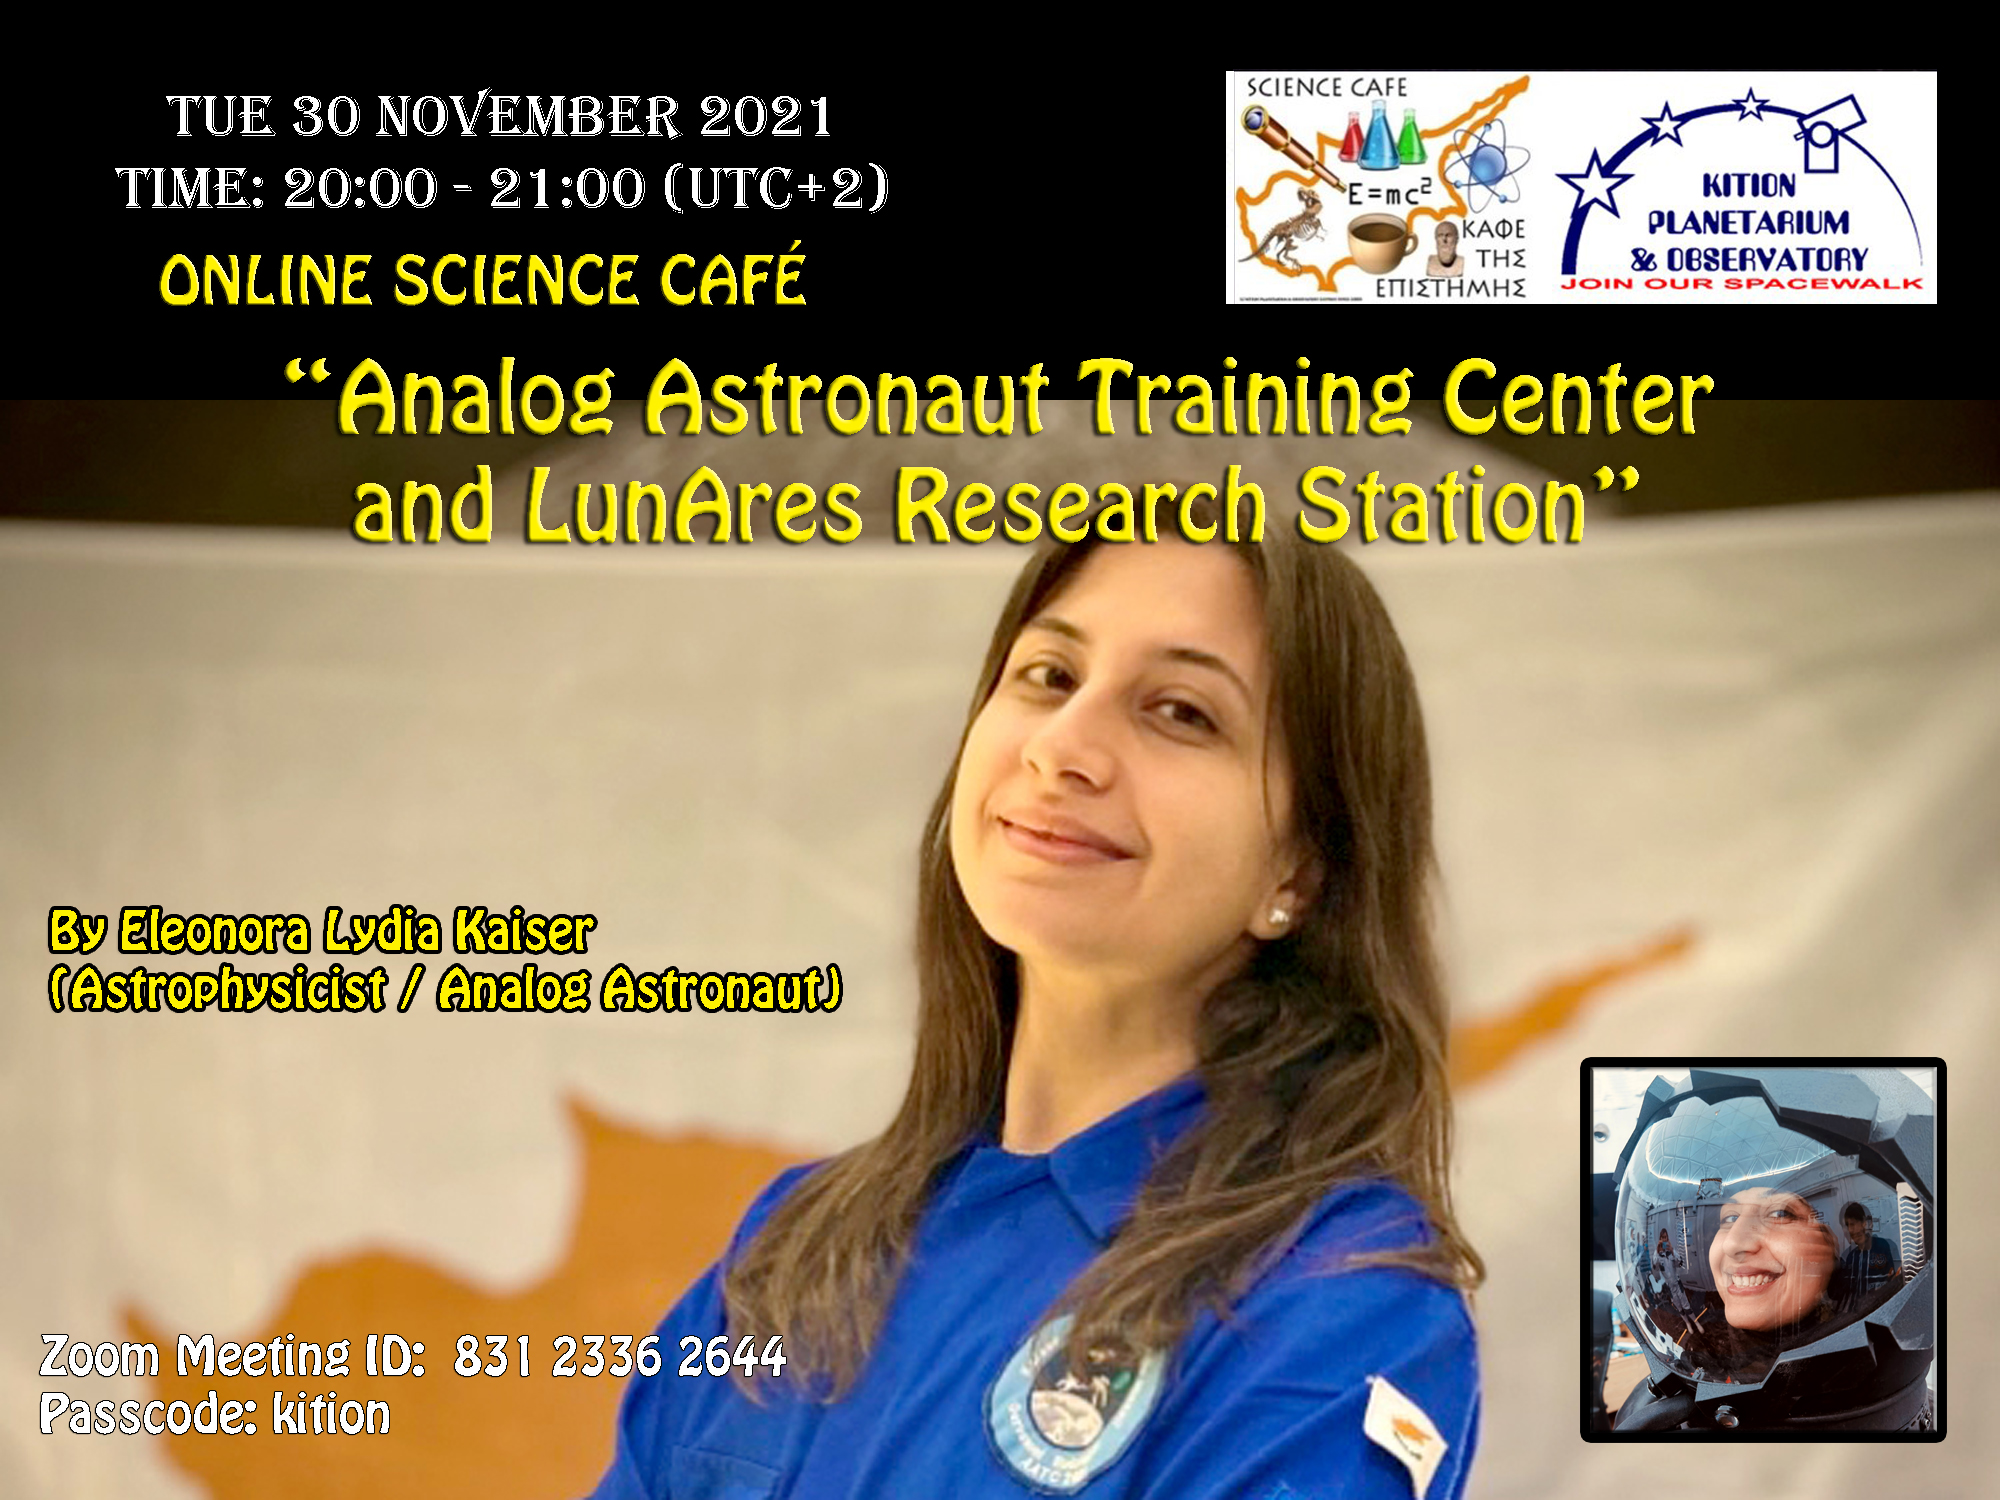 TUE 30 NOVEMBER 2021
TIME: 20:00 - 21:00 (UTC+2)
ONLINE SCIENCE CAFÉ
SCIENCE CAFE
E=mc²
ΚΑΦΕ
ΤΗΣ
ΕΠΙΣΤΗΜΗΣ
KITION
PLANETARIUM
& OBSERVATORY
JOIN OUR SPACEWALK
“Analog Astronaut Training Center
and LunAres Research Station”
By Eleonora Lydia Kaiser
(Astrophysicist / Analog Astronaut)
Zoom Meeting ID:  831 2336 2644
Passcode: kition
AATC